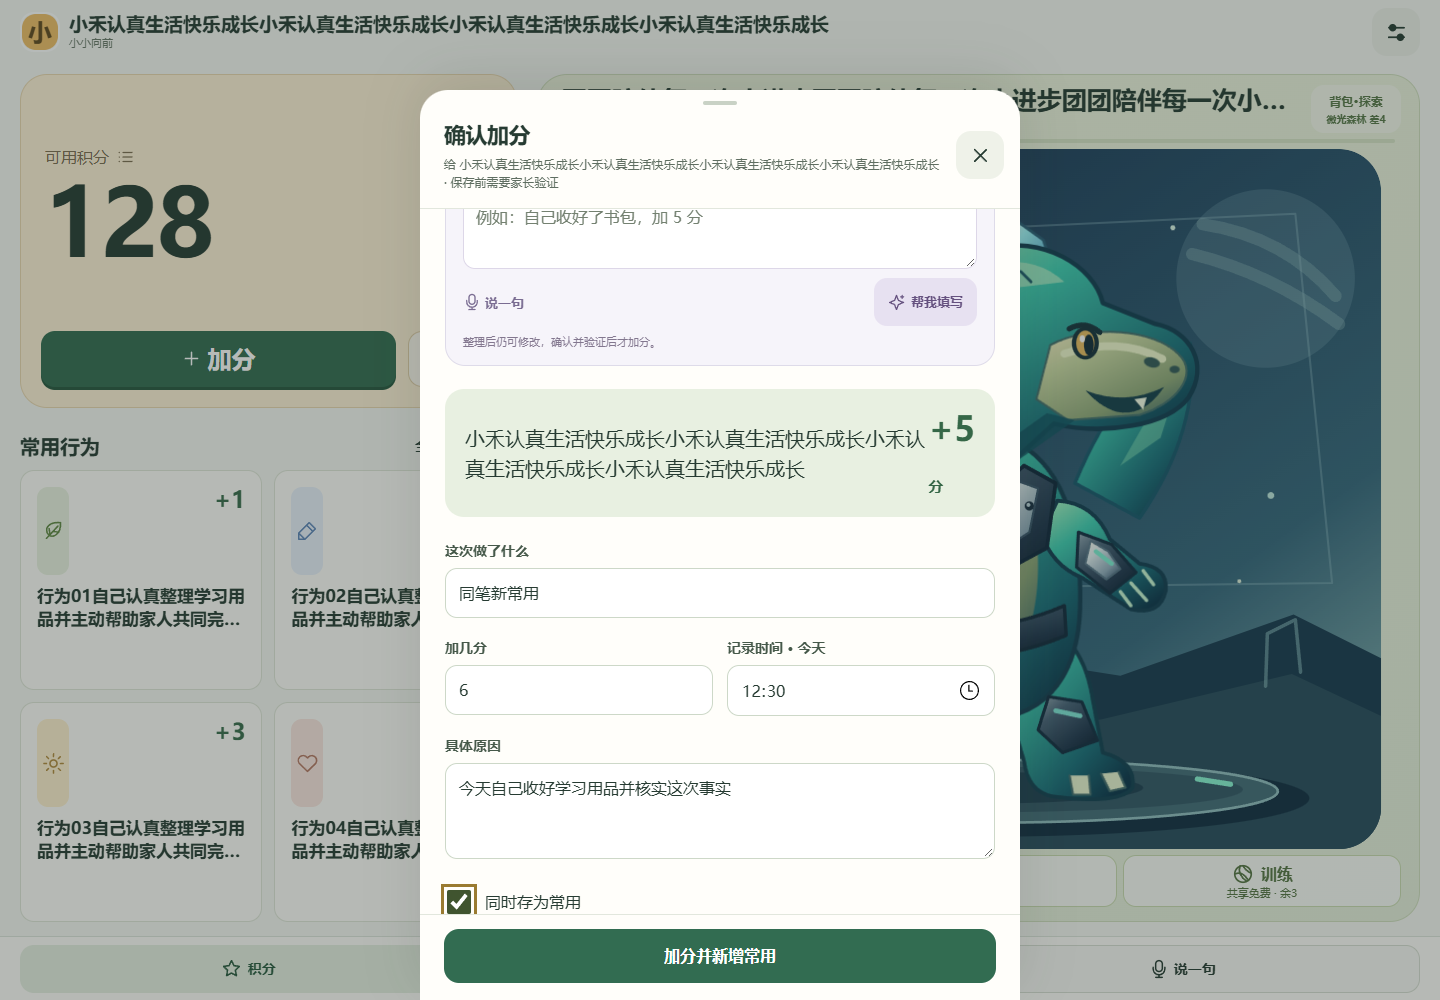 小
小禾认真生活快乐成长小禾认真生活快乐成长小禾认真生活快乐成长小禾认真生活快乐成长
小小向前
进步团团陪伴每一次小...
背包·探索
微光森林 差4
可用积分
128
+ 加分
常用行为
+1
行为01自己认真整理学习用
品并主动帮助家人共同完...
行为02自己认真
+3
行为03自己认真整理学习用
品并主动帮助家人共同完...
行为04自己认真
品并主动帮助家
品并主动帮助家
确认加分
给 小禾认真生活快乐成长小禾认真生活快乐成长小禾认真生活快乐成长小禾认真生活快乐成长
· 保存前需要家长验证
例如：自己收好了书包，加 5 分
说一句
帮我填写
整理后仍可修改，确认并验证后才加分。
小禾认真生活快乐成长小禾认真生活快乐成长小禾认
真生活快乐成长小禾认真生活快乐成长
+5
分
这次做了什么
同笔新常用
加几分
记录时间 • 今天
6
12:30
具体原因
今天自己收好学习用品并核实这次事实
同时存为常用
加分并新增常用
训练
共享免费 · 余3
积分
说一句